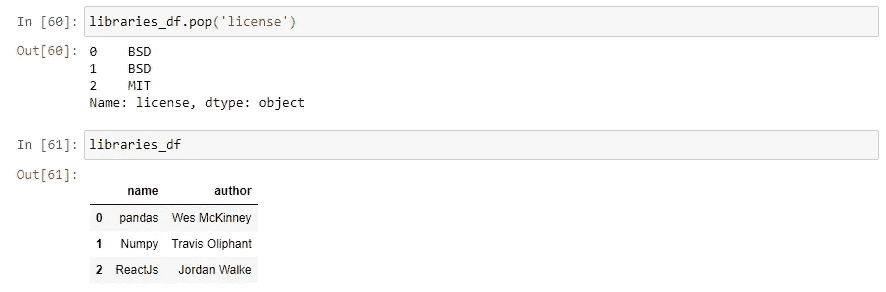 In [60]: libraries_df.pop('license')
Out[60]: 0 BSD
1 BSD
2 MIT
Name: license, dtype: object
In [61]: libraries_df
Out[61]:
name author
0 pandas Wes McKinney
1 Numpy Travis Oliphant
2 ReactJs Jordan Walke